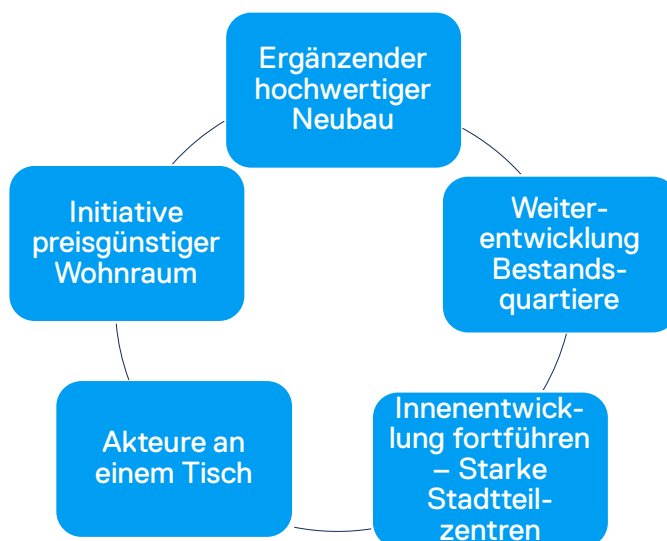 Ergänzender
hochwertiger
Neubau
Weiter-
entwicklung
Bestands-
quartiere
Innenentwick-
lung fortführen
– Starke
Stadtteil-
zentren
Akteure an
einem Tisch
Initiative
preisgünstiger
Wohnraum